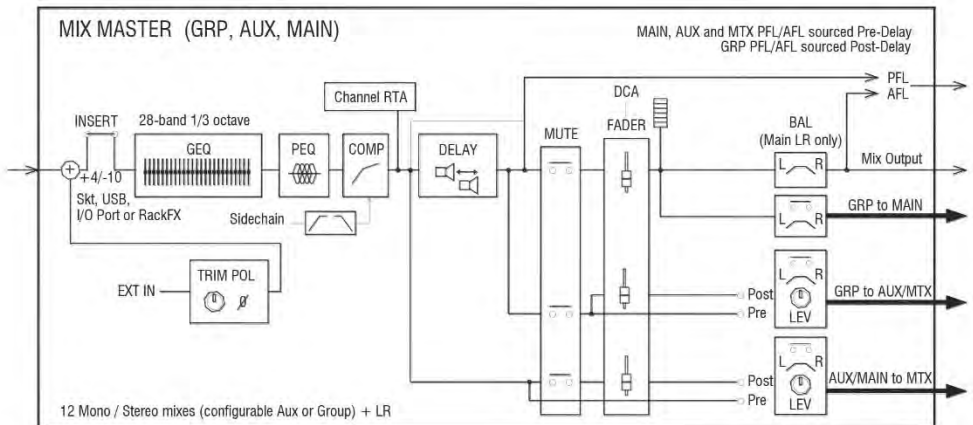 MIX MASTER (GRP, AUX, MAIN)
MAIN, AUX and MTX PFL/AFL sourced Pre-Delay
GRP PFL/AFL sourced Post-Delay
PFL
AFL
Channel RTA
DCA
INSERT
28-band 1/3 octave
GEQ
PEQ
COMP
DELAY
MUTE
FADER
BAL
(Main LR only)
L R
Mix Output
+4/-10
Skt, USB,
I/O Port or RackFX
Sidechain
L R
GRP to MAIN
EXT IN
TRIM POL
ø
Post
Pre
L R
LEV
GRP to AUX/MTX
Post
Pre
L R
LEV
AUX/MAIN to MTX
12 Mono / Stereo mixes (configurable Aux or Group) + LR